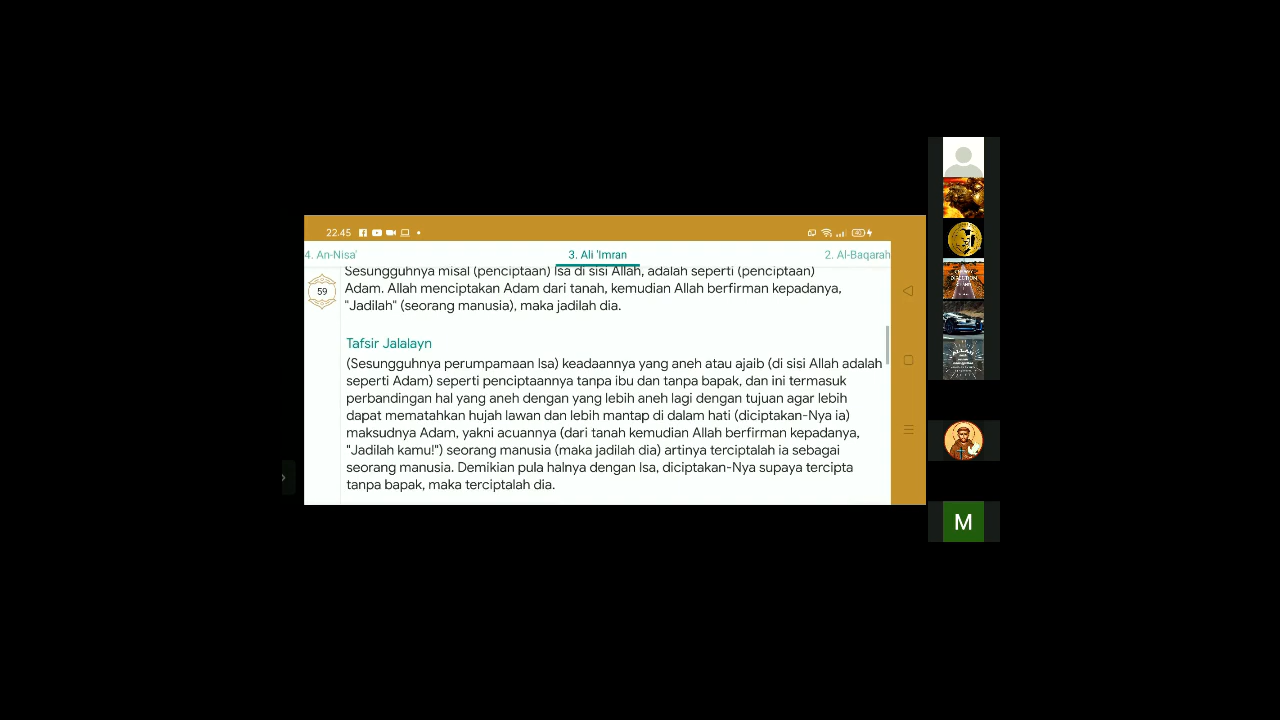 22.45
4. An-Nisa'
3. Ali 'Imran
2. Al-Baqarah
59
Sesungguhnya misal (penciptaan) Isa di sisi Allah, adalah seperti (penciptaan)
Adam. Allah menciptakan Adam dari tanah, kemudian Allah berfirman kepadanya,
"Jadilah" (seorang manusia), maka jadilah dia.
Tafsir Jalalayn
(Sesungguhnya perumpamaan Isa) keadaannya yang aneh atau ajaib (di sisi Allah adalah
seperti Adam) seperti penciptaannya tanpa ibu dan tanpa bapak, dan ini termasuk
perbandingan hal yang aneh dengan yang lebih aneh lagi dengan tujuan agar lebih
dapat mematahkan hujah lawan dan lebih mantap di dalam hati (diciptakan-Nya ia)
maksudnya Adam, yakni acuannya (dari tanah kemudian Allah berfirman kepadanya,
"Jadilah kamu!") seorang manusia (maka jadilah ia) artinya terciptalah ia sebagai
seorang manusia. Demikian pula halnya dengan Isa, diciptakan-Nya supaya tercipta
tanpa bapak, maka terciptalah dia.
DIRECTION
ALLAH
M